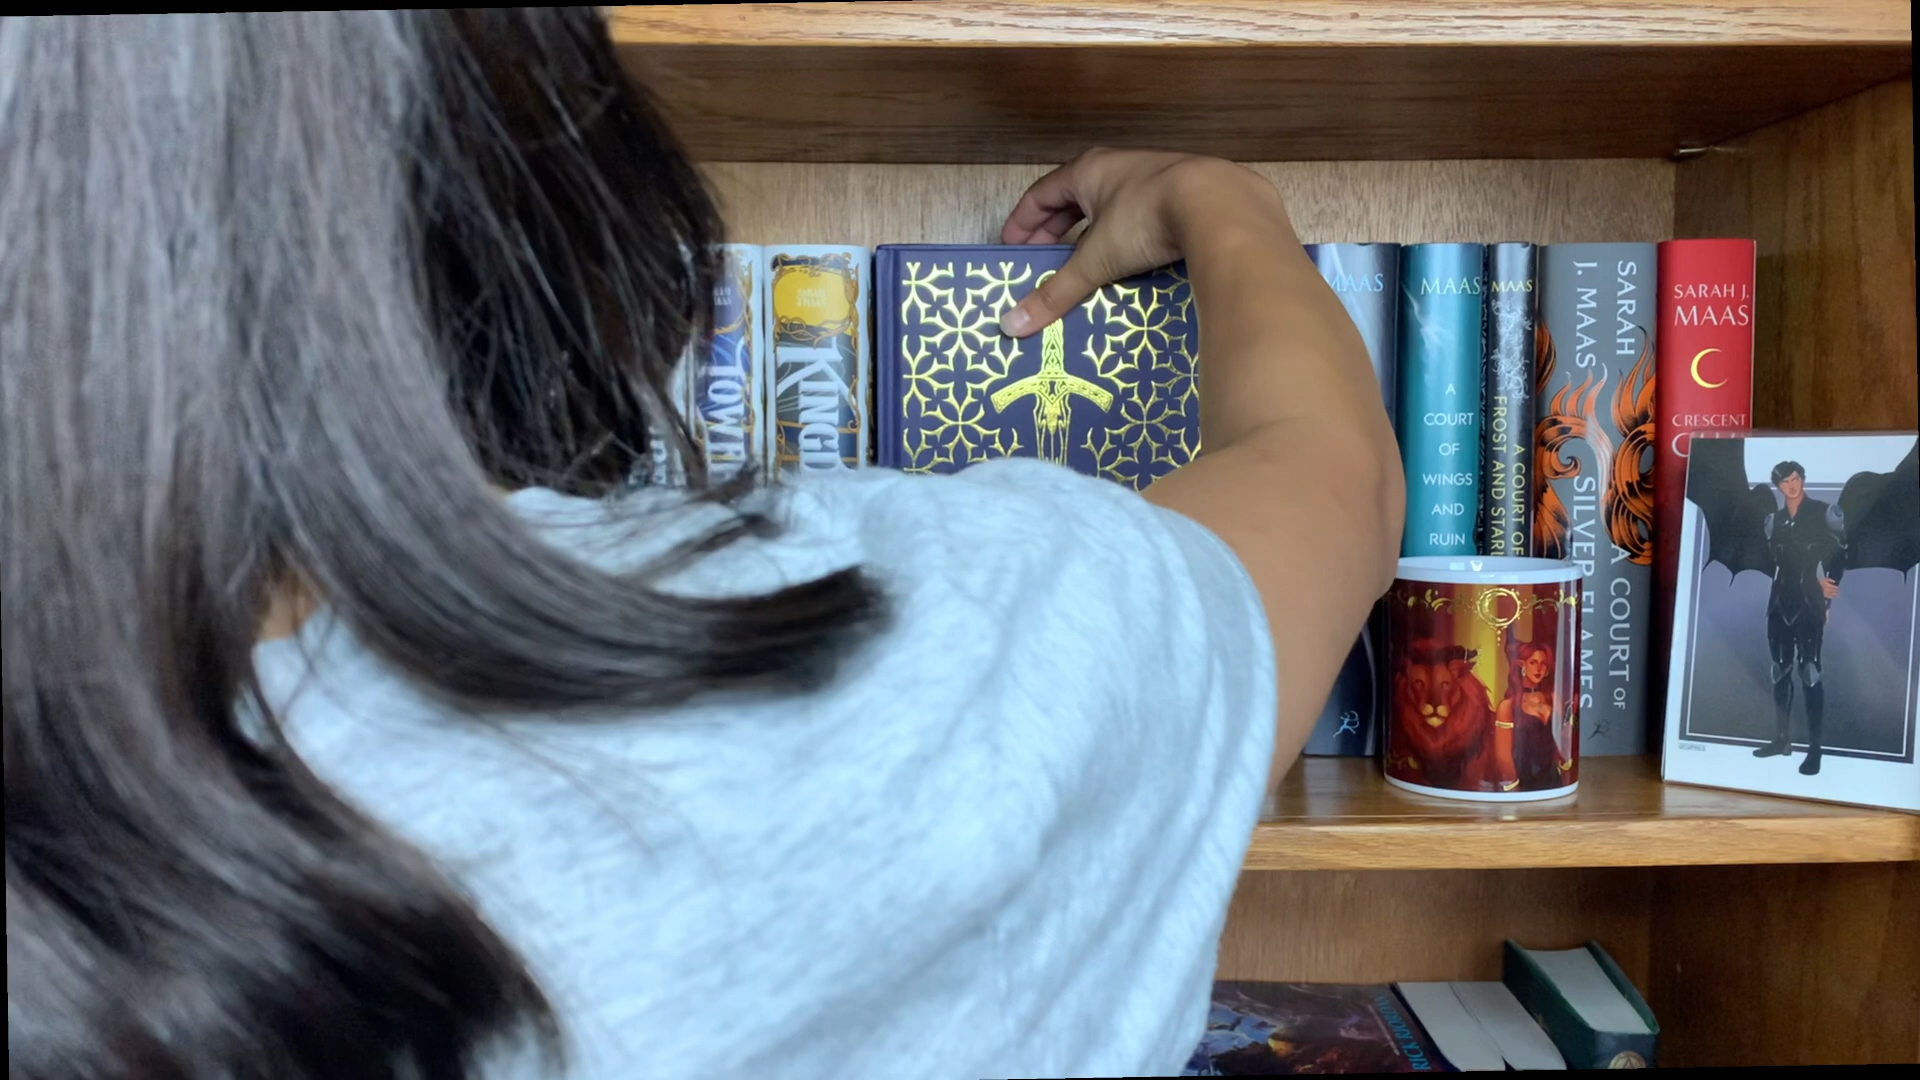 TOWER
KINGD
MAAS
MAAS
A
COURT
OF
WINGS
AND
RUIN
MAAS
A COURT OF
FROST AND STARL
SARAH
J. MAAS
A COURT OF
SILVER FLAMES
SARAH J.
MAAS
CRESCENT
RICK RIORDAN